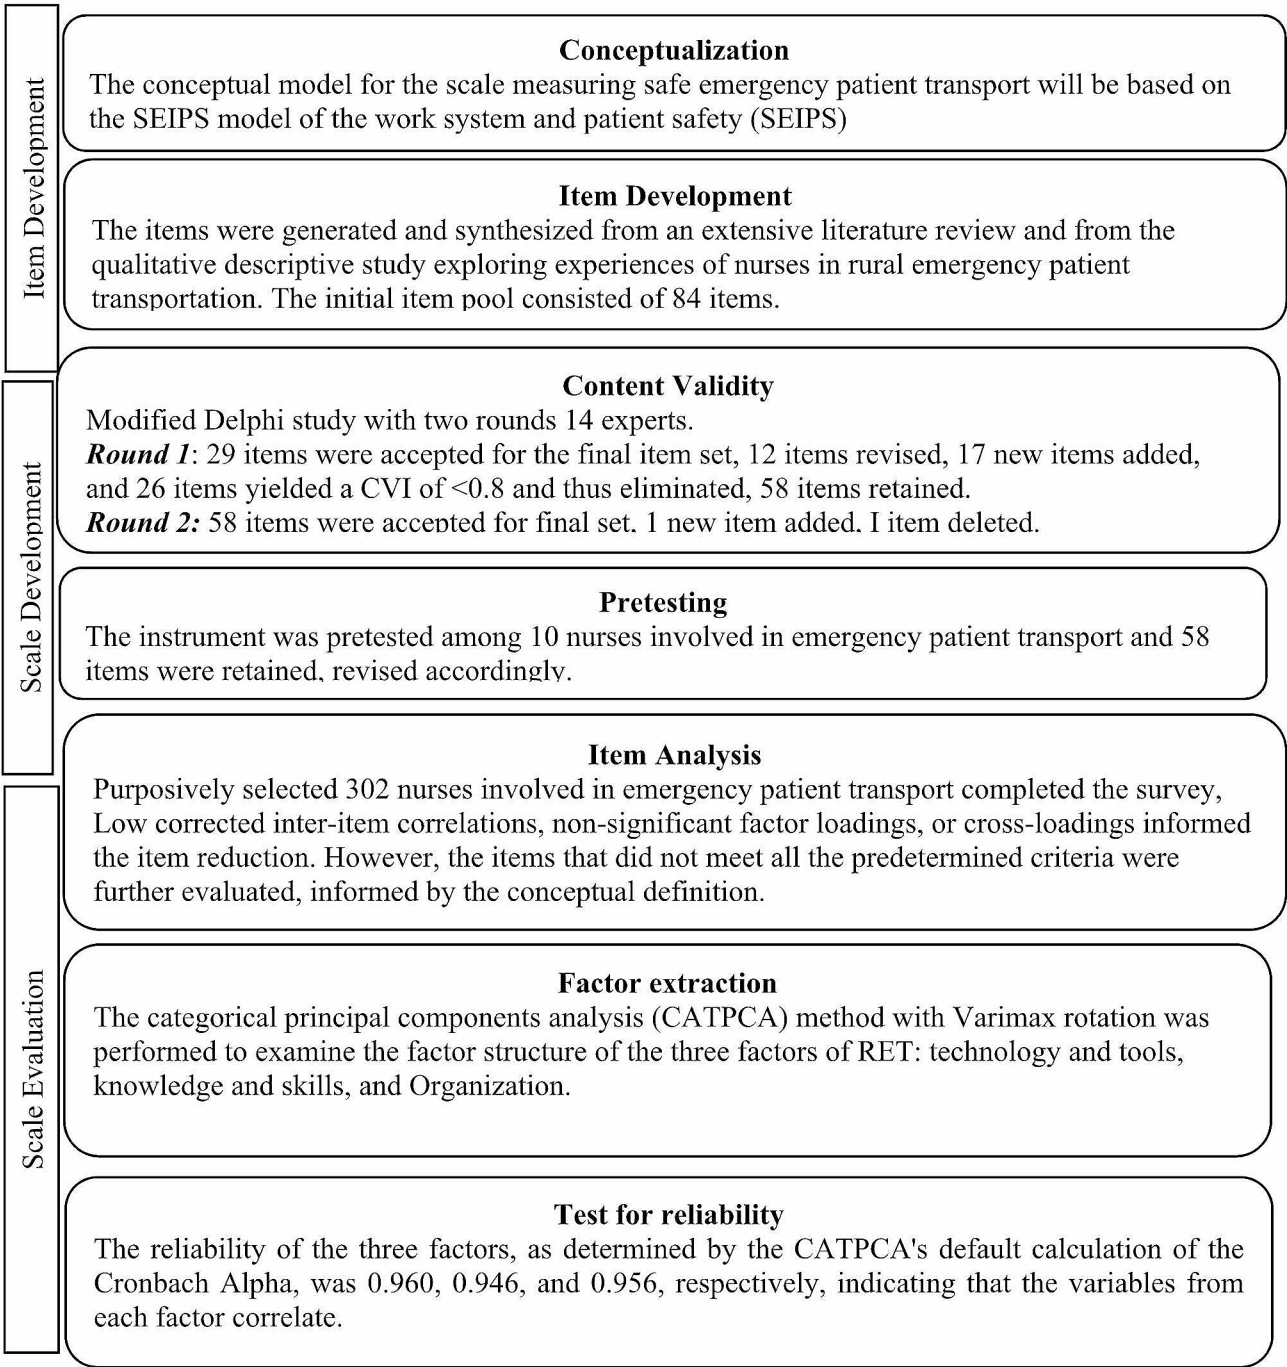 Item Development
Conceptualization
The conceptual model for the scale measuring safe emergency patient transport will be based on
the SEIPS model of the work system and patient safety (SEIPS)
Item Development
The items were generated and synthesized from an extensive literature review and from the
qualitative descriptive study exploring experiences of nurses in rural emergency patient
transportation. The initial item pool consisted of 84 items.
Scale Development
Content Validity
Modified Delphi study with two rounds 14 experts.
Round 1: 29 items were accepted for the final item set, 12 items revised, 17 new items added,
and 26 items yielded a CVI of <0.8 and thus eliminated, 58 items retained.
Round 2: 58 items were accepted for final set, 1 new item added, I item deleted.
Pretesting
The instrument was pretested among 10 nurses involved in emergency patient transport and 58
items were retained, revised accordingly.
Scale Evaluation
Item Analysis
Purposively selected 302 nurses involved in emergency patient transport completed the survey,
Low corrected inter-item correlations, non-significant factor loadings, or cross-loadings informed
the item reduction. However, the items that did not meet all the predetermined criteria were
further evaluated, informed by the conceptual definition.
Factor extraction
The categorical principal components analysis (CATPCA) method with Varimax rotation was
performed to examine the factor structure of the three factors of RET: technology and tools,
knowledge and skills, and Organization.
Test for reliability
The reliability of the three factors, as determined by the CATPCA's default calculation of the
Cronbach Alpha, was 0.960, 0.946, and 0.956, respectively, indicating that the variables from
each factor correlate.